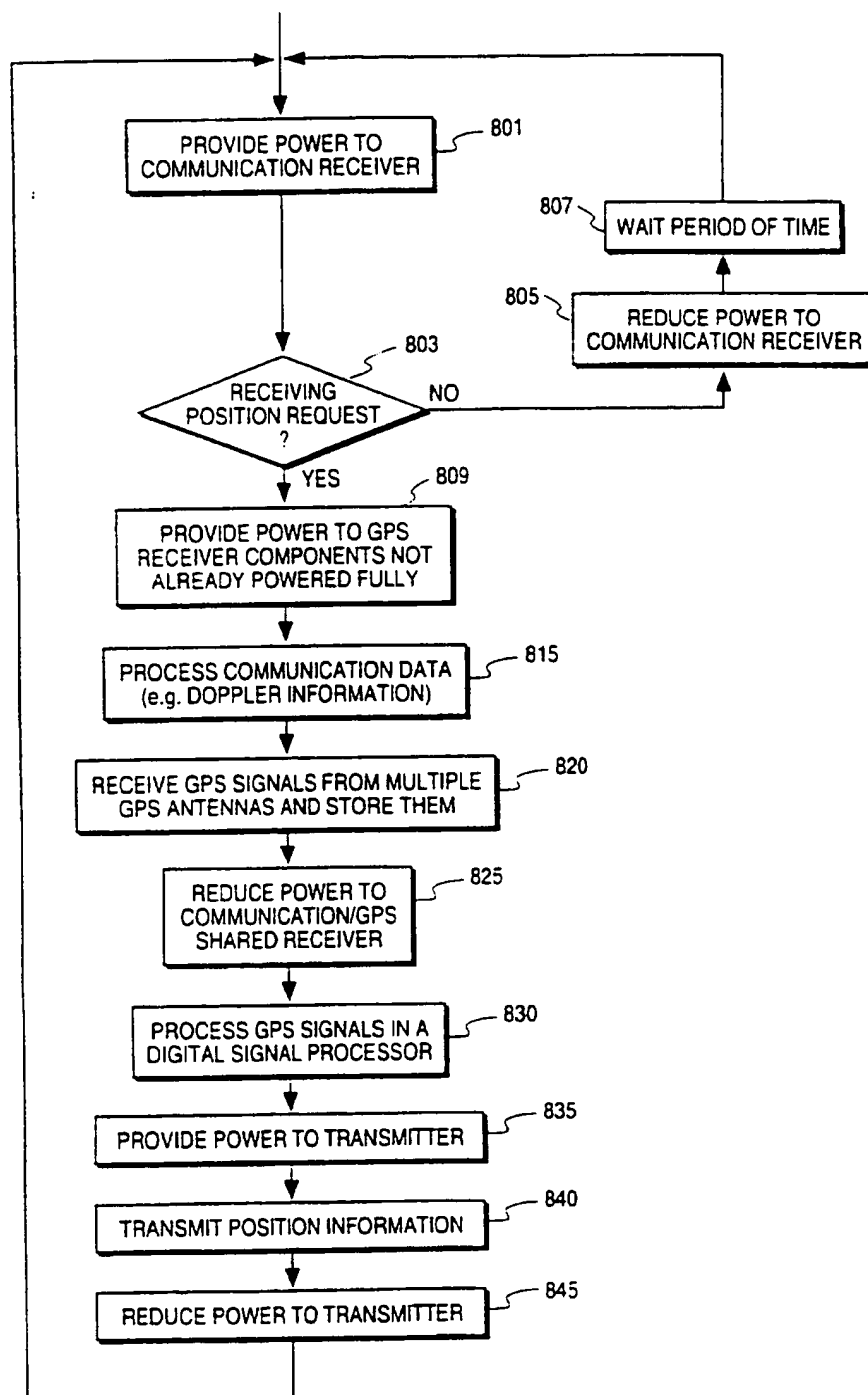 PROVIDE POWER TO
COMMUNICATION RECEIVER
801
807
WAIT PERIOD OF TIME
805
REDUCE POWER TO
COMMUNICATION RECEIVER
803
RECEIVING
POSITION REQUEST
?
NO
YES
809
PROVIDE POWER TO GPS
RECEIVER COMPONENTS NOT
ALREADY POWERED FULLY
PROCESS COMMUNICATION DATA
(e.g. DOPPLER INFORMATION)
815
RECEIVE GPS SIGNALS FROM MULTIPLE
GPS ANTENNAS AND STORE THEM
820
REDUCE POWER TO
COMMUNICATION/GPS
SHARED RECEIVER
825
PROCESS GPS SIGNALS IN A
DIGITAL SIGNAL PROCESSOR
830
PROVIDE POWER TO TRANSMITTER
835
TRANSMIT POSITION INFORMATION
840
REDUCE POWER TO TRANSMITTER
845